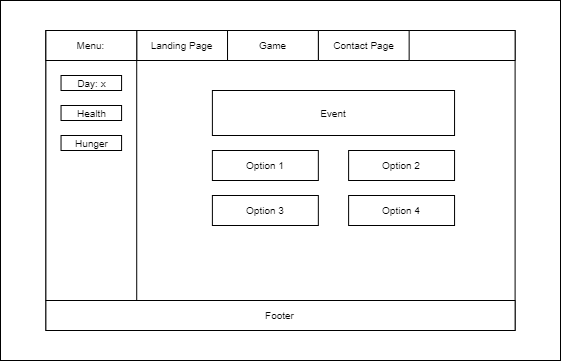 Menu:
Landing Page
Game
Contact Page
Day: x
Health
Hunger
Event
Option 1
Option 2
Option 3
Option 4
Footer